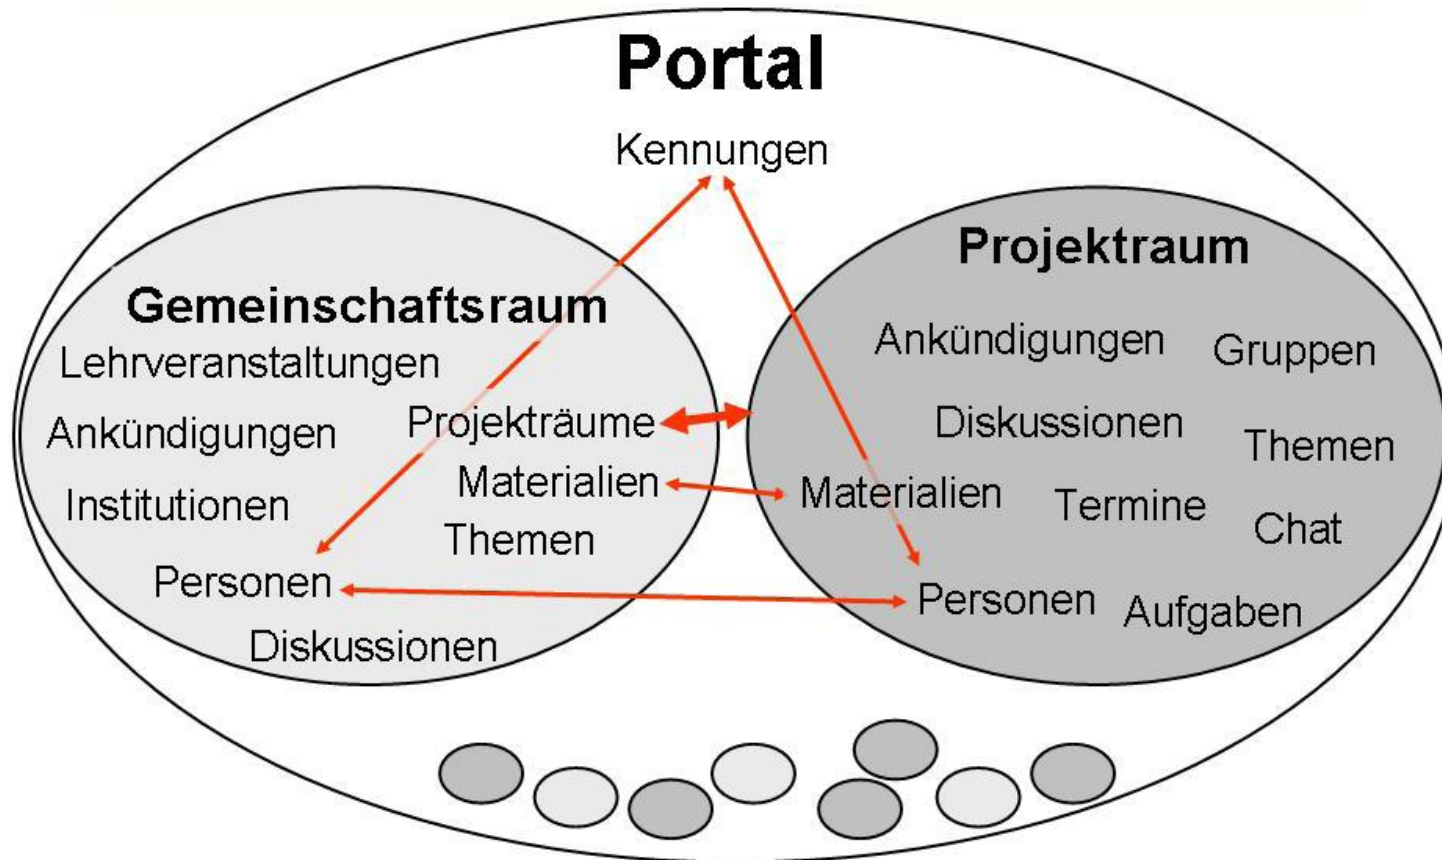 Portal
Kennungen
Gemeinschaftsraum
Lehrveranstaltungen
Ankündigungen
Projekträume
Institutionen
Materialien
Themen
Personen
Diskussionen
Projektraum
Ankündigungen
Gruppen
Diskussionen
Themen
Materialien
Termine
Chat
Personen
Aufgaben